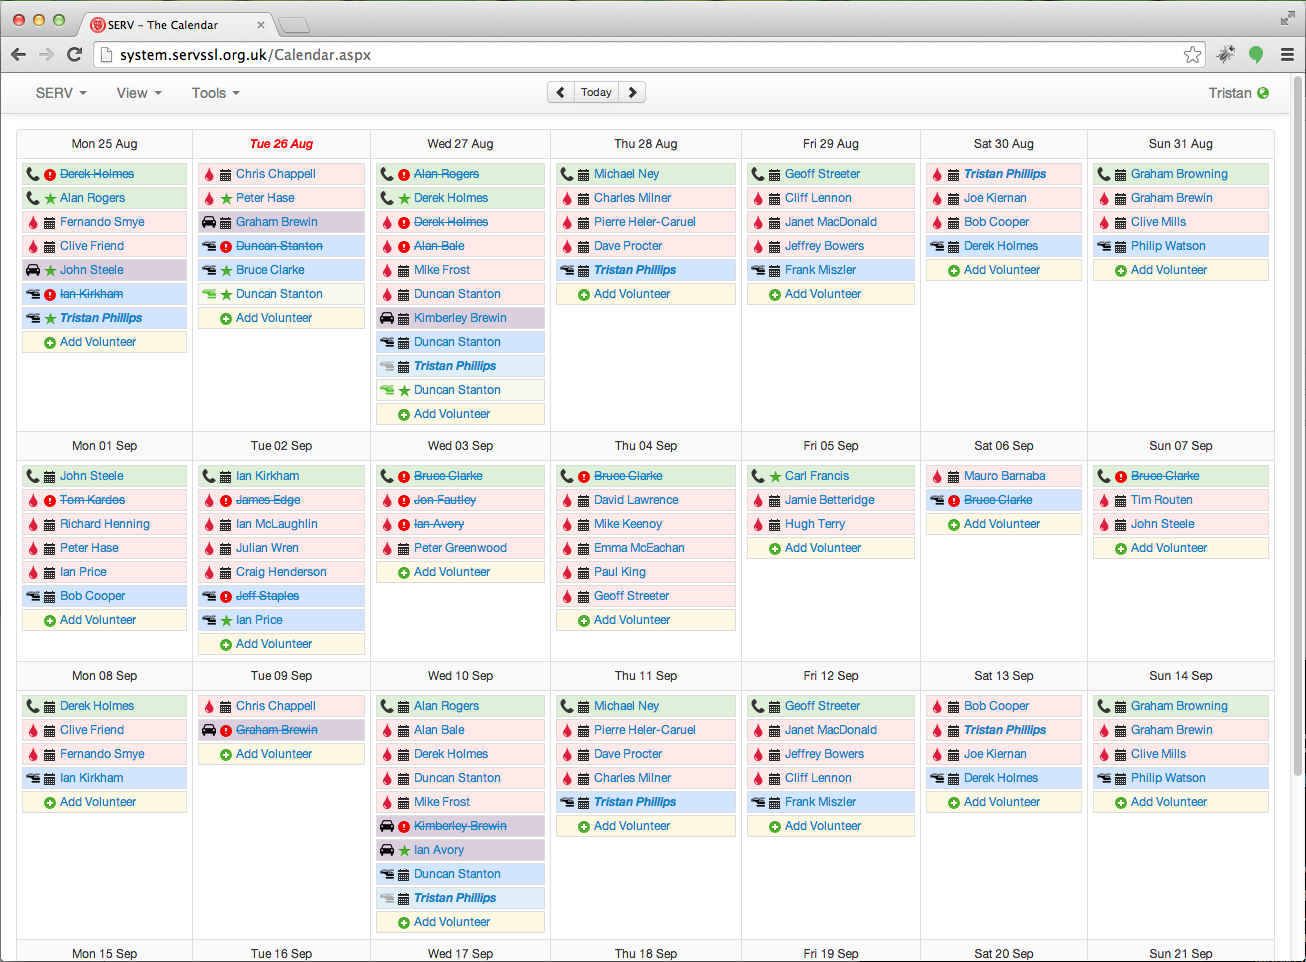 SERV – The Calendar
system.servssl.org.uk/Calendar.aspx
SERV View Tools Today Tristan
Mon 25 Aug
Derek Holmes
Alan Rogers
Fernando Smye
Clive Friend
John Steele
Ian Kirkham
Tristan Phillips
Add Volunteer
Tue 26 Aug
Chris Chappell
Peter Hase
Graham Brewin
Duncan Stanton
Bruce Clarke
Duncan Stanton
Add Volunteer
Wed 27 Aug
Alan Rogers
Derek Holmes
Derek Holmes
Alan Bale
Mike Frost
Duncan Stanton
Kimberley Brewin
Duncan Stanton
Tristan Phillips
Duncan Stanton
Add Volunteer
Thu 28 Aug
Michael Ney
Charles Milner
Pierre Heler-Caruel
Dave Procter
Tristan Phillips
Add Volunteer
Fri 29 Aug
Geoff Streeter
Cliff Lennon
Janet MacDonald
Jeffrey Bowers
Frank Miszler
Add Volunteer
Sat 30 Aug
Tristan Phillips
Joe Kiernan
Bob Cooper
Derek Holmes
Add Volunteer
Sun 31 Aug
Graham Browning
Graham Brewin
Clive Mills
Philip Watson
Add Volunteer
Mon 01 Sep
John Steele
Tom Kardos
Richard Henning
Peter Hase
Ian Price
Bob Cooper
Add Volunteer
Tue 02 Sep
Ian Kirkham
James Edge
Ian McLaughlin
Julian Wren
Craig Henderson
Jeff Staples
Ian Price
Add Volunteer
Wed 03 Sep
Bruce Clarke
Jon Fautley
Ian Avory
Peter Greenwood
Add Volunteer
Thu 04 Sep
Bruce Clarke
David Lawrence
Mike Keenoy
Emma McEachan
Paul King
Geoff Streeter
Add Volunteer
Fri 05 Sep
Carl Francis
Jamie Betteridge
Hugh Terry
Add Volunteer
Sat 06 Sep
Mauro Barnaba
Bruce Clarke
Add Volunteer
Sun 07 Sep
Bruce Clarke
Tim Routen
John Steele
Add Volunteer
Mon 08 Sep
Derek Holmes
Clive Friend
Fernando Smye
Ian Kirkham
Add Volunteer
Tue 09 Sep
Chris Chappell
Graham Brewin
Add Volunteer
Wed 10 Sep
Alan Rogers
Alan Bale
Derek Holmes
Duncan Stanton
Mike Frost
Kimberley Brewin
Ian Avory
Duncan Stanton
Tristan Phillips
Add Volunteer
Thu 11 Sep
Michael Ney
Pierre Heler-Caruel
Dave Procter
Charles Milner
Tristan Phillips
Add Volunteer
Fri 12 Sep
Geoff Streeter
Janet MacDonald
Jeffrey Bowers
Cliff Lennon
Frank Miszler
Add Volunteer
Sat 13 Sep
Bob Cooper
Tristan Phillips
Joe Kiernan
Derek Holmes
Add Volunteer
Sun 14 Sep
Graham Browning
Graham Brewin
Clive Mills
Philip Watson
Add Volunteer
Mon 15 Sep
Tue 16 Sep
Wed 17 Sep
Thu 18 Sep
Fri 19 Sep
Sat 20 Sep
Sun 21 Sep